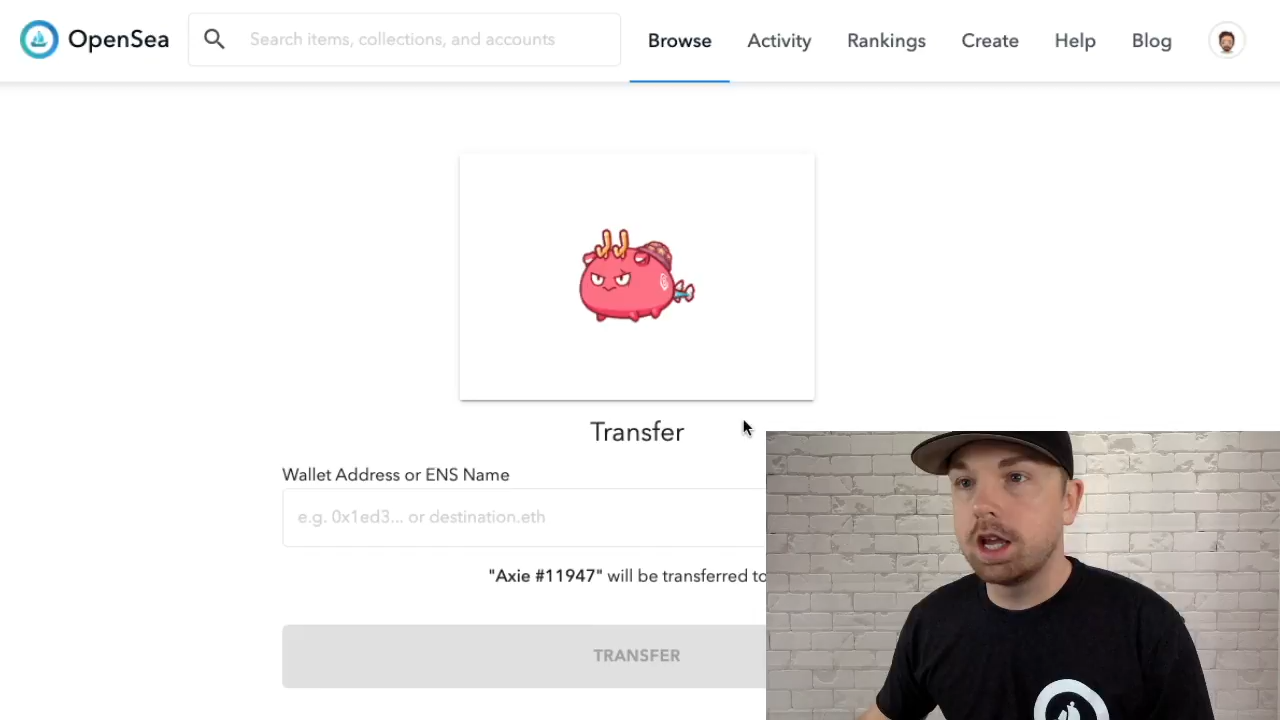 OpenSea
Search items, collections, and accounts
Browse
Activity
Rankings
Create
Help
Blog
Transfer
Wallet Address or ENS Name
e.g. 0x1ed3... or destination.eth
"Axie #11947" will be transferred to
TRANSFER